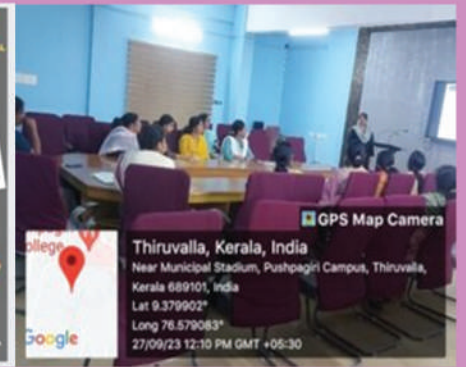 GPS Map Camera
Thiruvalla, Kerala, India
Near Municipal Stadium, Pushpagiri Campus, Thiruvalla,
Kerala 689101, India
Lat 9.379902°
Long 76.579083°
27/09/23 12:10 PM GMT +05:30
Google